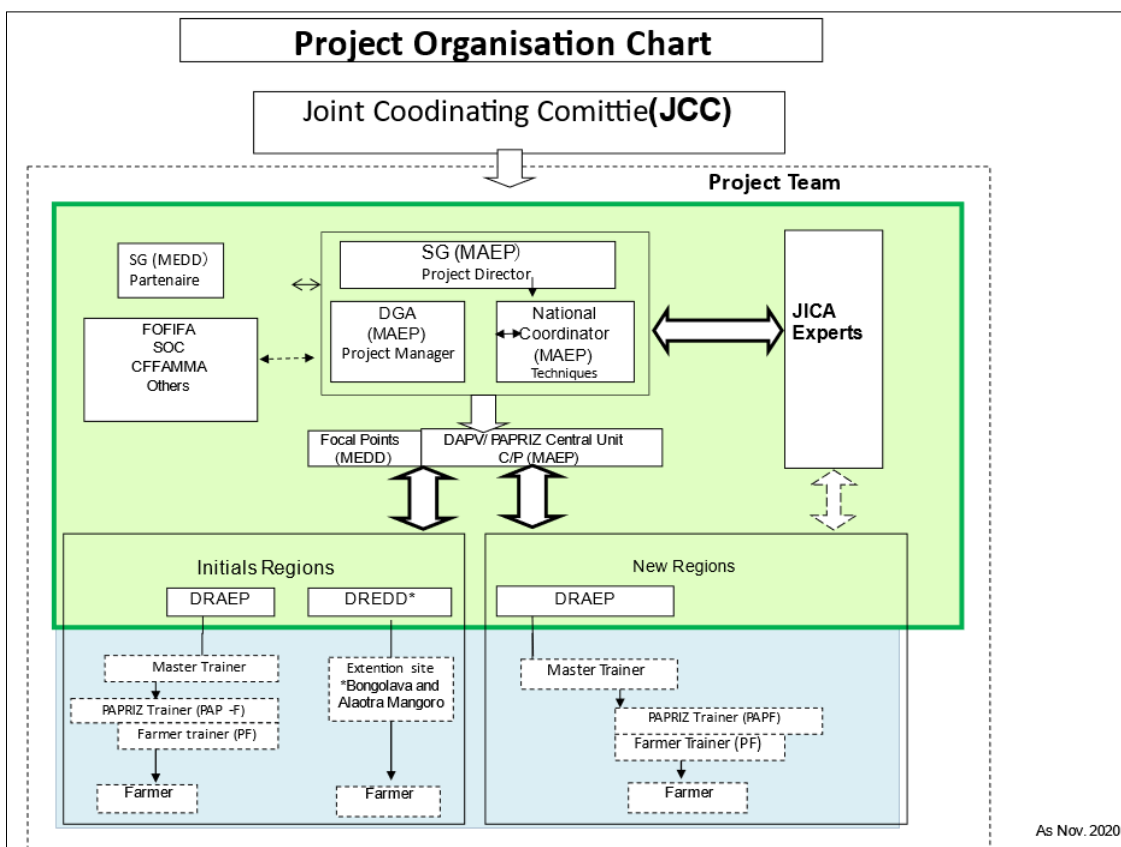 Project Organisation Chart
Joint Coodinating Comittie(JCC)
Project Team
SG (MEDD)
Partenaire
SG (MAEP)
Project Director
JICA
Experts
DGA
(MAEP)
Project Manager
National
Coordinator
(MAEP)
Techniques
FOFIFA
SOC
CFFAMMA
Others
Focal Points
(MEDD)
DAPV/ PAPRIZ Central Unit
C/P (MAEP)
Initials Regions
New Regions
DRAEP
DREDD*
DRAEP
Master Trainer
Extention site
*Bongolava and
Alaotra Mangoro
Master Trainer
PAPRIZ Trainer (PAP -F)
Farmer trainer (PF)
PAPRIZ Trainer (PAPF)
Farmer Trainer (PF)
Farmer
Farmer
Farmer
As Nov. 2020